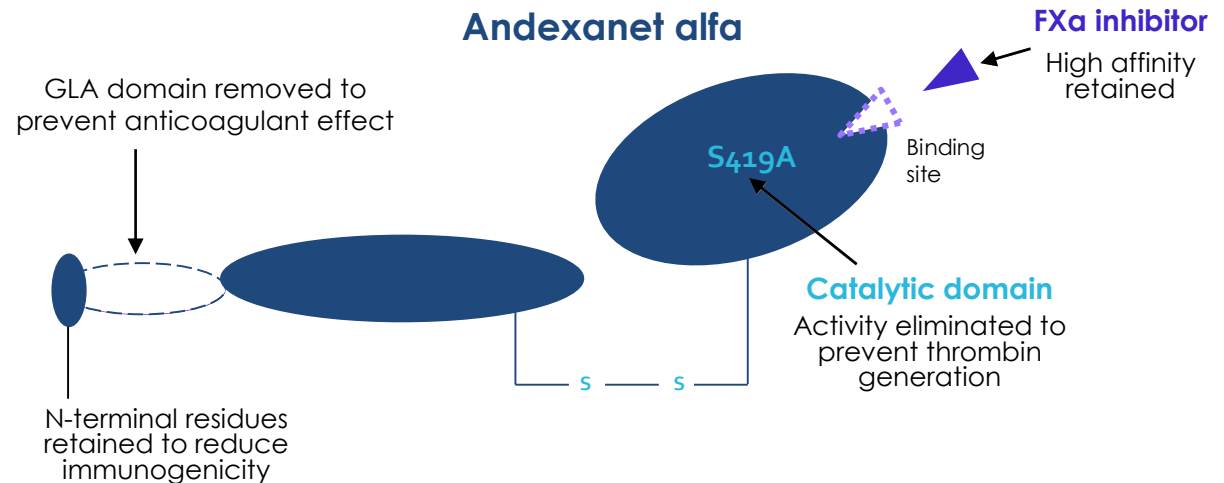 Andexanet alfa
FXa inhibitor
High affinity
retained
GLA domain removed to
prevent anticoagulant effect
S419A
Binding
site
Catalytic domain
Activity eliminated to
prevent thrombin
generation
S S
N-terminal residues
retained to reduce
immunogenicity